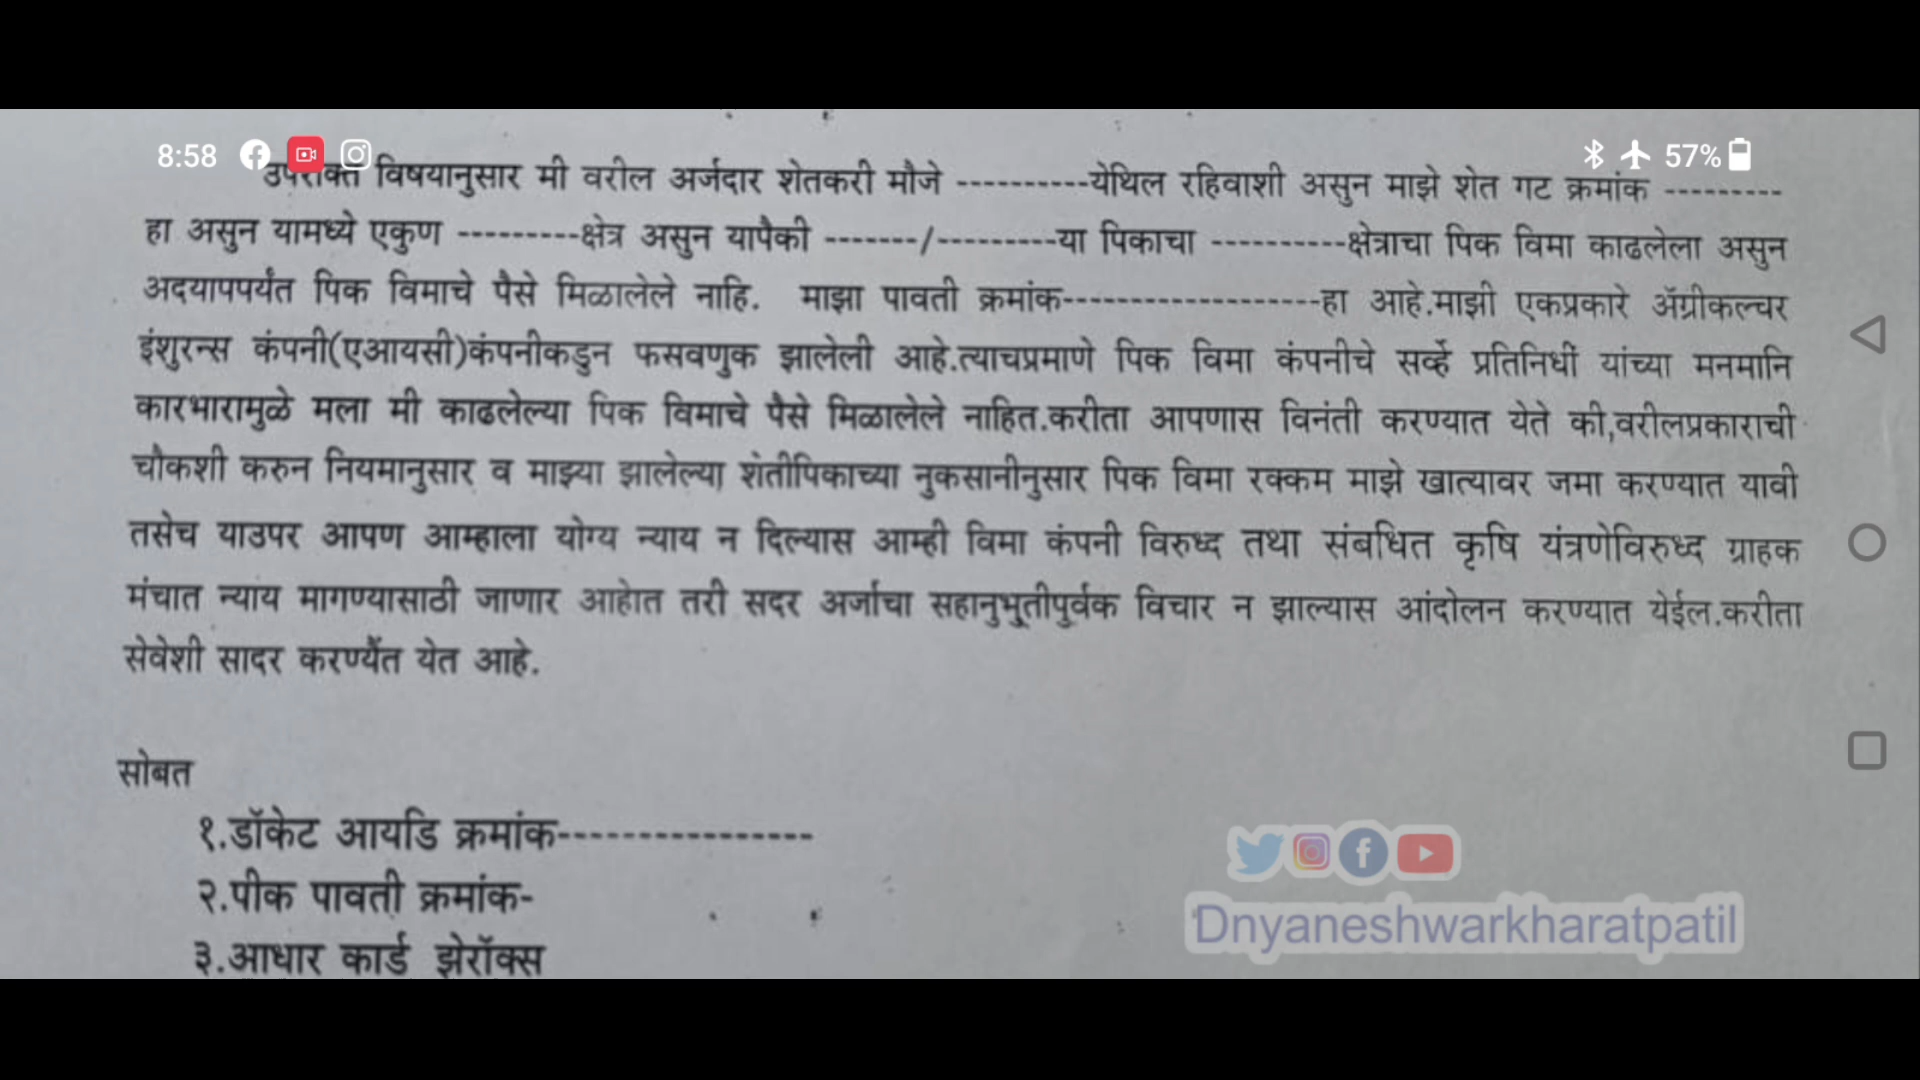 8:58
57%
उपरोक्त विषयानुसार मी वरील अर्जदार शेतकरी मौजे ----------येथिल रहिवाशी असुन माझे शेत गट क्रमांक ---------
हा असुन यामध्ये एकुण ---------क्षेत्र असुन यापैकी -------/---------या पिकाचा ----------क्षेत्राचा पिक विमा काढलेला असुन
अदयापपर्यंत पिक विमाचे पैसे मिळालेले नाहि. माझा पावती क्रमांक-------------------हा आहे.माझी एकप्रकारे ॲग्रीकल्चर
इंशुरन्स कंपनी(एआयसी)कंपनीकडुन फसवणुक झालेली आहे.त्याचप्रमाणे पिक विमा कंपनीचे सर्व्हे प्रतिनिधीं यांच्या मनमानि
कारभारामुळे मला मी काढलेल्या पिक विमाचे पैसे मिळालेले नाहित.करीता आपणास विनंती करण्यात येते की,वरीलप्रकाराची
चौकशी करुन नियमानुसार व माझ्या झालेल्या शंतीपिकाच्या नुकसानीनुसार पिक विमा रक्कम माझे खात्यावर जमा करण्यात यावी
तसेच याउपर आपण आम्हाला योग्य न्याय न दिल्यास आम्ही विमा कंपनी विरुध्द तथा संबधित कृषि यंत्रणेविरुध्द ग्राहक
मंचात न्याय मागण्यासाठी जाणार आहोत तरी सदर अर्जाचा सहानुभुतीपुर्वक विचार न झाल्यास आंदोलन करण्यात येईल.करीता
सेवेशी सादर करण्यैंत येत आहे.
सोबत
१.डॉकेट आयडि क्रमांक----------------
२.पीक पावती क्रमांक-
३.आधार कार्ड झेरॉक्स
Dnyaneshwarkharatpatil